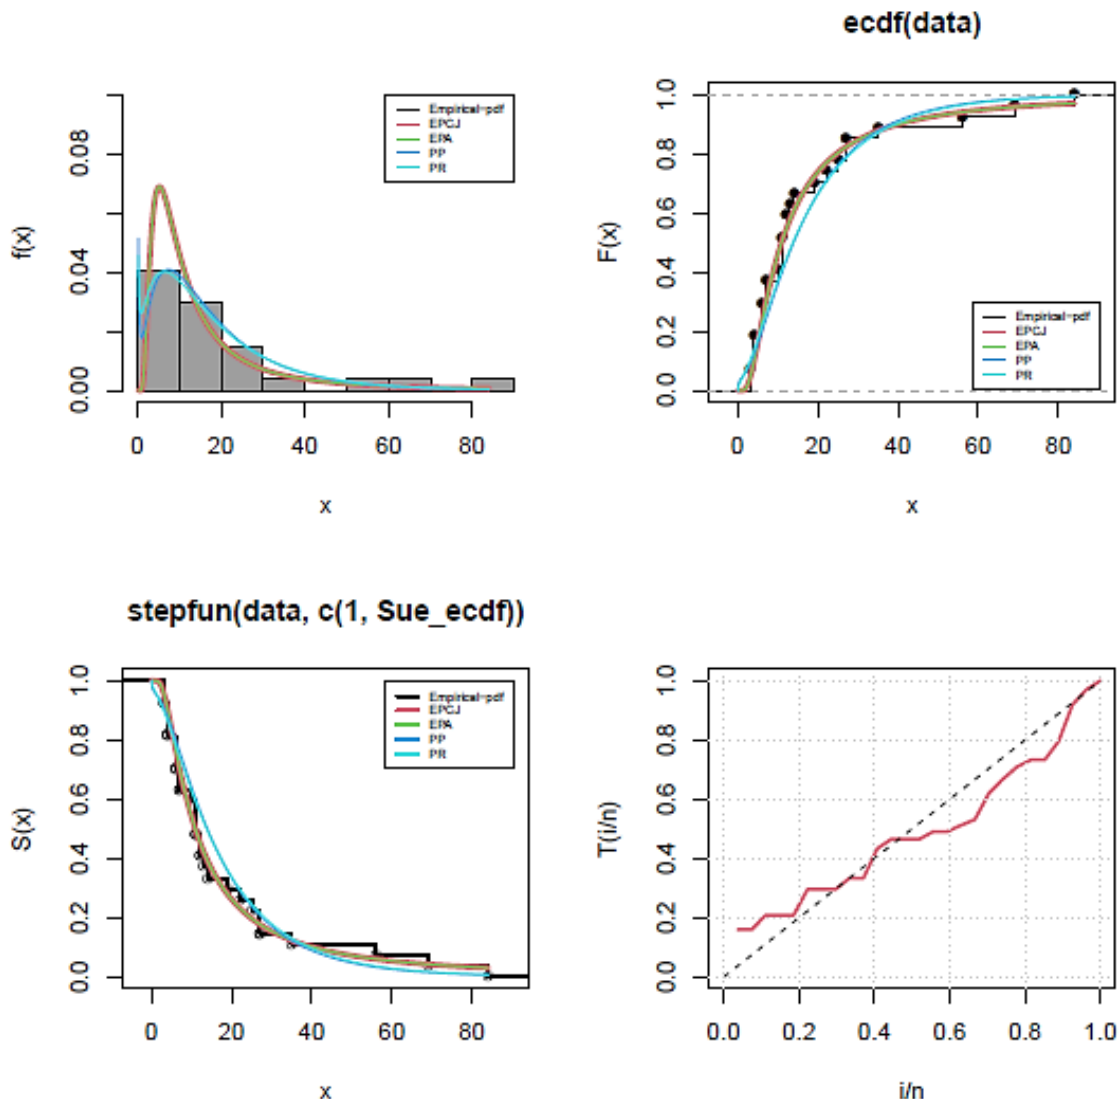 ecdf(data)
f(x)
0.00
0.04
0.08
Empirical-pdf
EPCJ
EPA
PP
PR
0
20
40
60
80
x
F(x)
0.0
0.2
0.4
0.6
0.8
1.0
Empirical-pdf
EPCJ
EPA
PP
PR
0
20
40
60
80
x
stepfun(data, c(1, Sue_ecdf))
S(x)
0.0
0.2
0.4
0.6
0.8
1.0
Empirical-pdf
EPCJ
EPA
PP
PR
0
20
40
60
80
x
T(i/n)
0.0
0.2
0.4
0.6
0.8
1.0
0.0
0.2
0.4
0.6
0.8
1.0
i/n